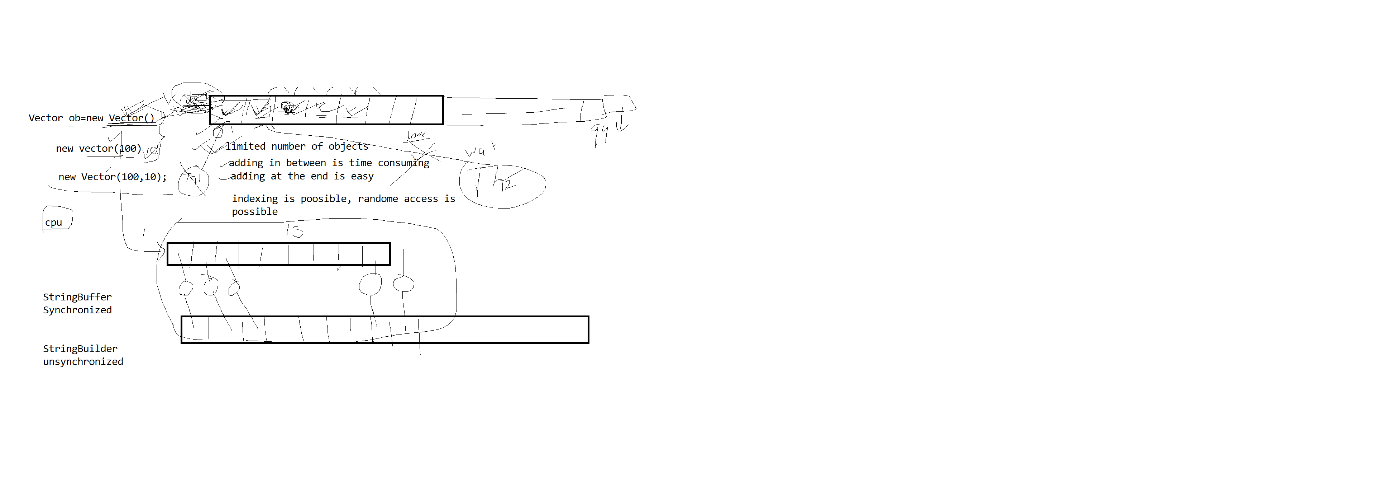 Vector ob=new Vector()
new vector(100)
limited number of objects
adding in between is time consuming
new Vector(100,10);
adding at the end is easy
indexing is poosible, randome access is
possible
cpu
StringBuffer
Synchronized
StringBuilder
unsynchronized